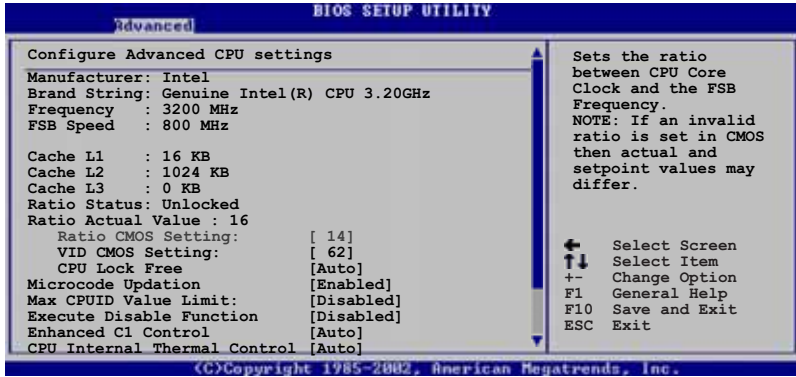 BIOS SETUP UTILITY
Advanced
Configure Advanced CPU settings
Manufacturer: Intel
Brand String: Genuine Intel(R) CPU 3.20GHz
Frequency : 3200 MHz
FSB Speed : 800 MHz
Cache L1 : 16 KB
Cache L2 : 1024 KB
Cache L3 : 0 KB
Ratio Status: Unlocked
Ratio Actual Value : 16
Ratio CMOS Setting: [ 14]
VID CMOS Setting: [ 62]
CPU Lock Free [Auto]
Microcode Updation [Enabled]
Max CPUID Value Limit: [Disabled]
Execute Disable Function [Disabled]
Enhanced C1 Control [Auto]
CPU Internal Thermal Control [Auto]
Sets the ratio
between CPU Core
Clock and the FSB
Frequency.
NOTE: If an invalid
ratio is set in CMOS
then actual and
setpoint values may
differ.
Select Screen
↑↓ Select Item
+- Change Option
F1 General Help
F10 Save and Exit
ESC Exit
(C)Copyright 1985-2002, American Megatrends, Inc.